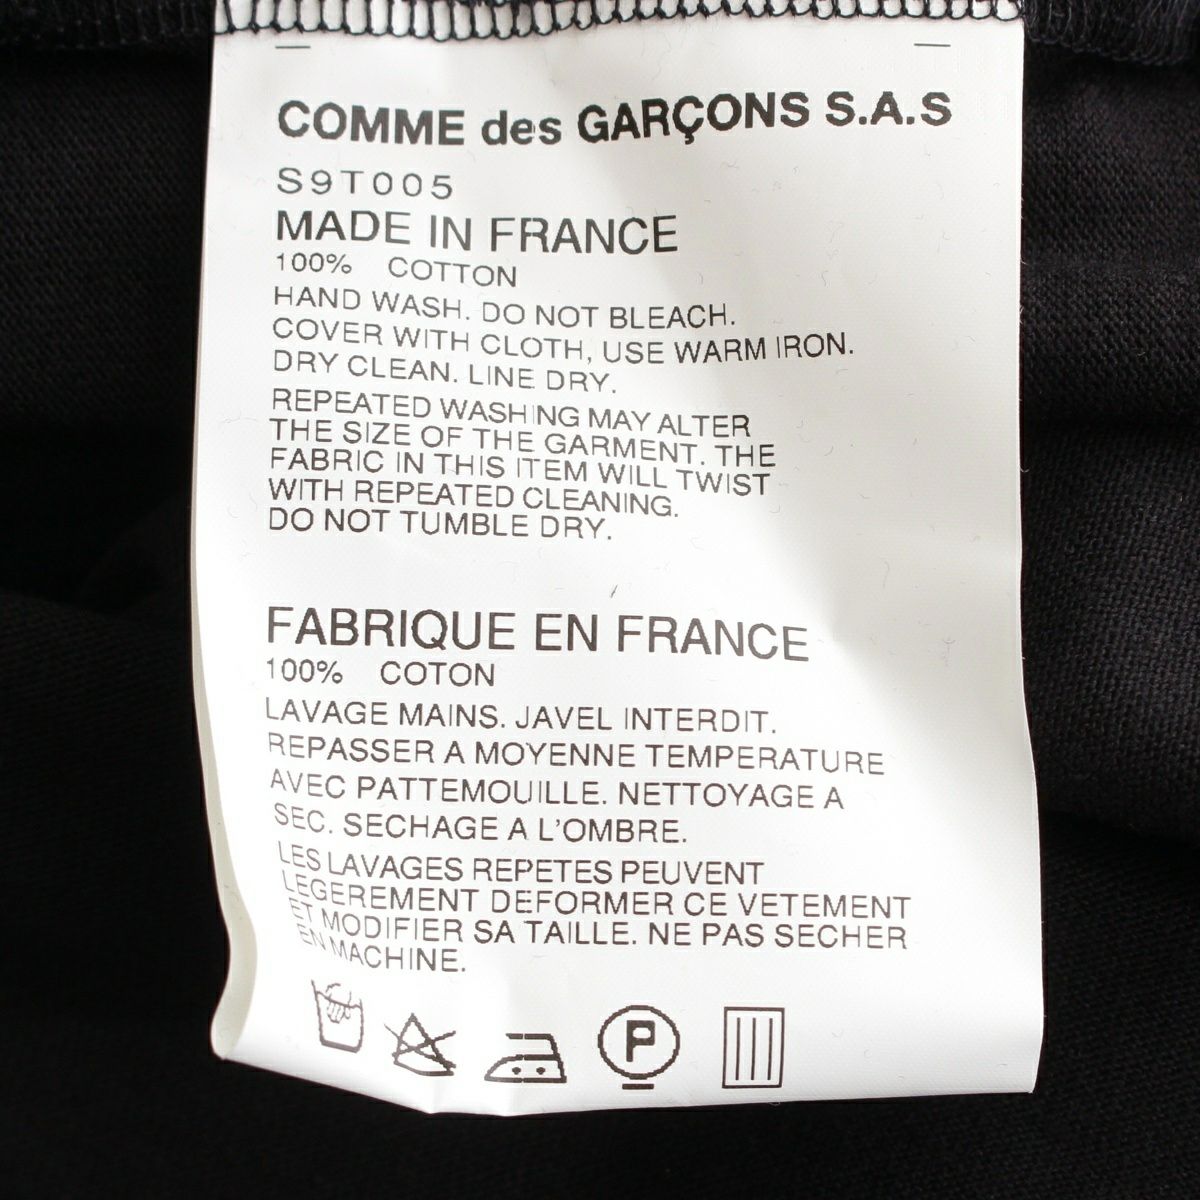 COMME des GARÇONS S.A.S
S9T005
MADE IN FRANCE
100% COTTON
HAND WASH. DO NOT BLEACH.
COVER WITH CLOTH, USE WARM IRON.
DRY CLEAN. LINE DRY.
REPEATED WASHING MAY ALTER
THE SIZE OF THE GARMENT. THE
FABRIC IN THIS ITEM WILL TWIST
WITH REPEATED CLEANING.
DO NOT TUMBLE DRY.
FABRIQUE EN FRANCE
100% COTON
LAVAGE MAINS. JAVEL INTERDIT.
REPASSER A MOYENNE TEMPERATURE
AVEC PATTEMOUILLE. NETTOYAGE A
SEC. SECHAGE A L'OMBRE.
LES LAVAGES REPETES PEUVENT
LEGEREMENT DEFORMER CE VETEMENT
ET MODIFIER SA TAILLE. NE PAS SECHER
EN MACHINE.
P